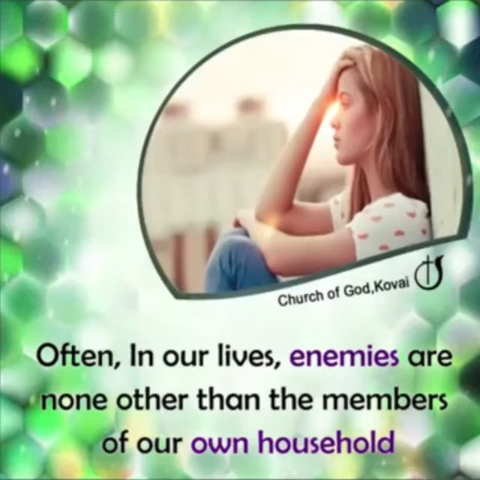 Church of God,Kovai
Often, In our lives, enemies are
none other than the members
of our own household